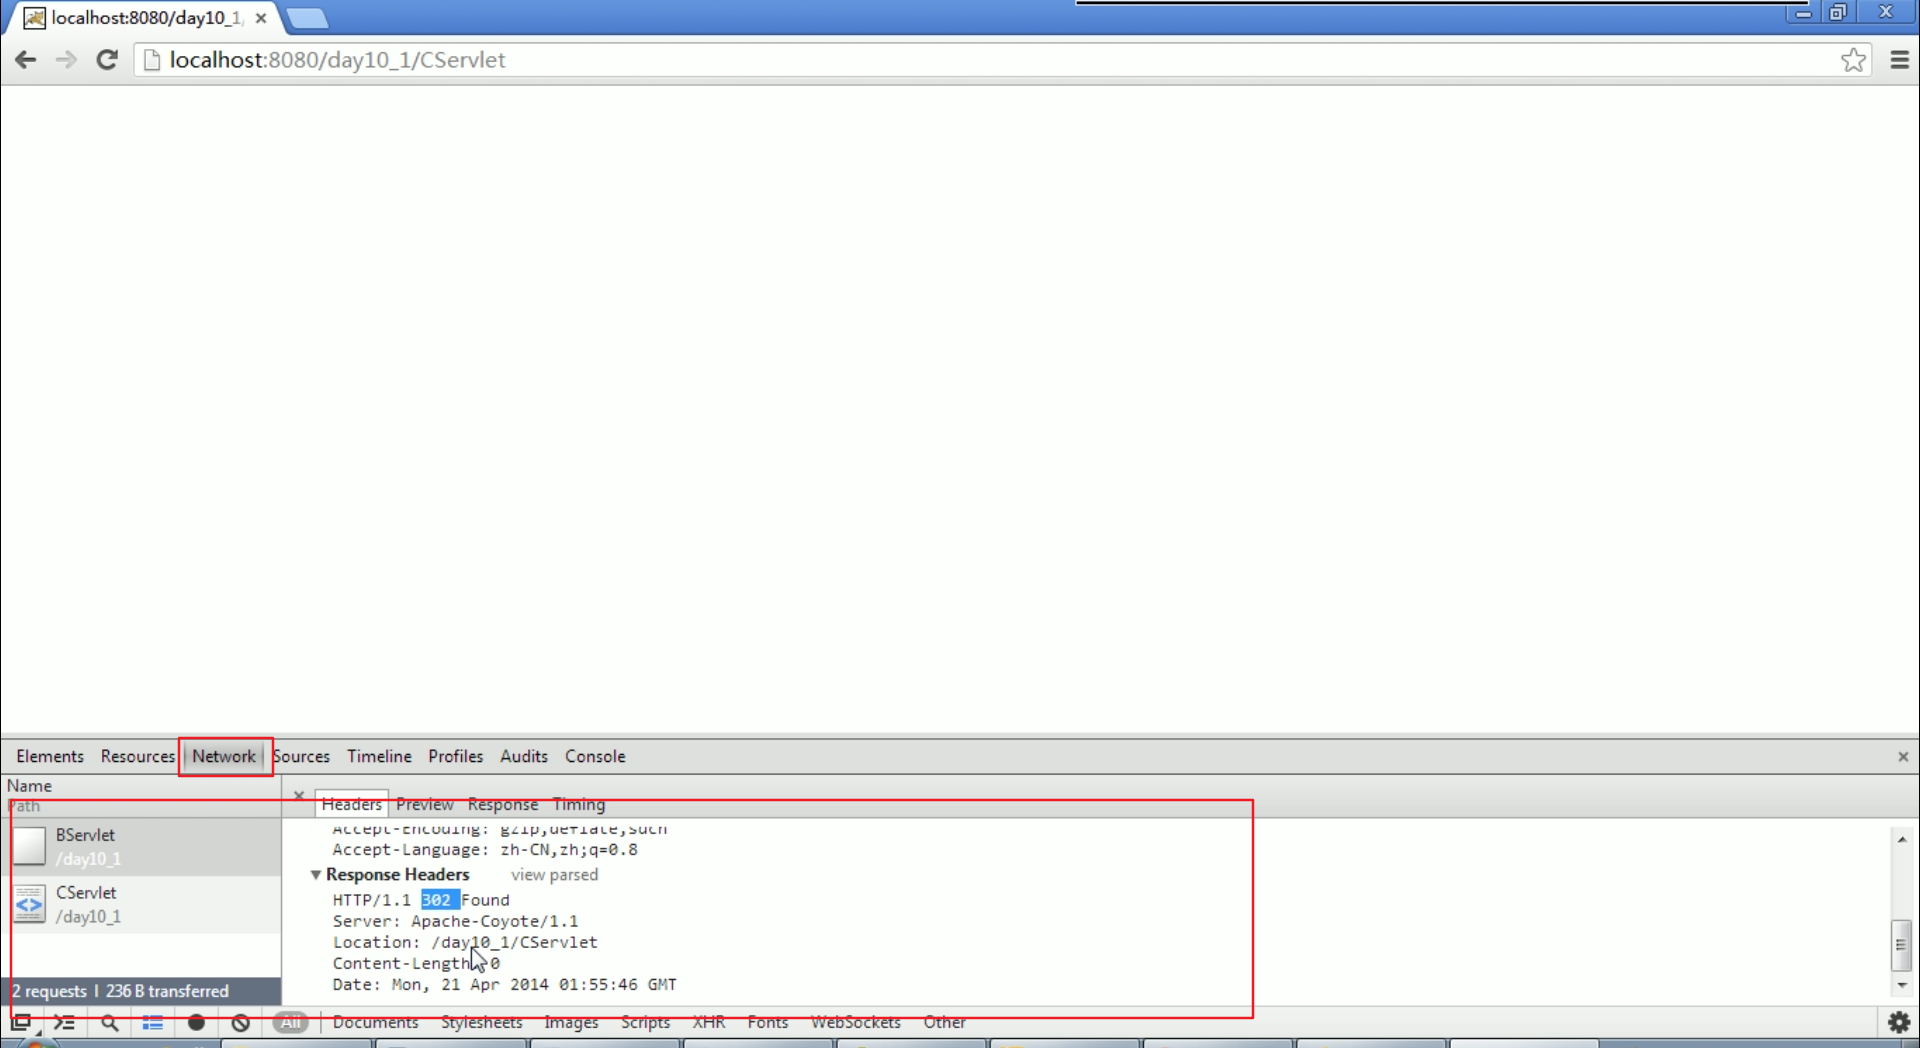 localhost:8080/day10_1,
localhost:8080/day10_1/CServlet
Elements Resources Network Sources Timeline Profiles Audits Console
Name
Path
Headers Preview Response Timing
BServlet
/day10_1
CServlet
/day10_1
2 requests | 236 B transferred
Accept-Encoding: gzip,deflate,sdch
Accept-Language: zh-CN,zh;q=0.8
Response Headers view parsed
HTTP/1.1 302 Found
Server: Apache-Coyote/1.1
Location: /day10_1/CServlet
Content-Length 0
Date: Mon, 21 Apr 2014 01:55:46 GMT
All Documents Stylesheets Images Scripts XHR Fonts WebSockets Other